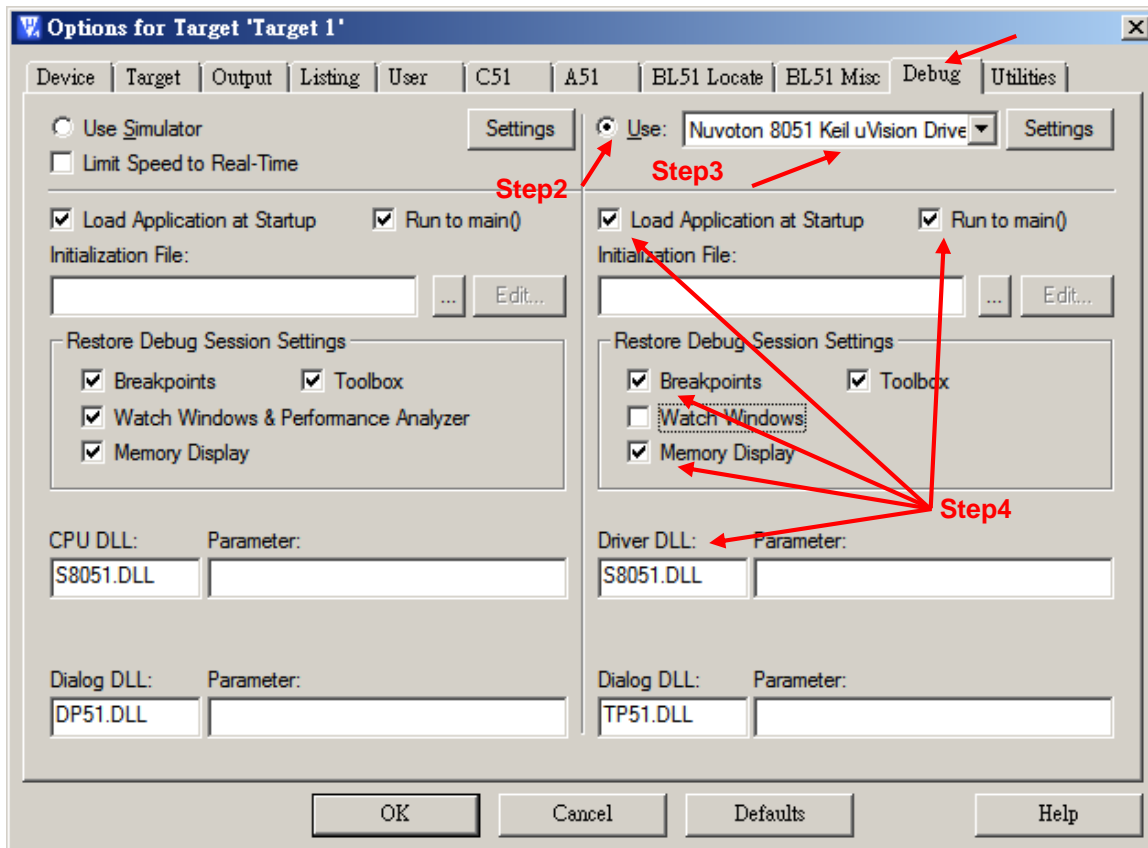 Options for Target 'Target 1'
Device Target Output Listing User C51 A51 BL51 Locate BL51 Misc Debug Utilities
Use Simulator Settings Use: Nuvoton 8051 Keil uVision Drive Settings
Limit Speed to Real-Time
Step2 Step3
Load Application at Startup Run to main() Load Application at Startup Run to main()
Initialization File: Initialization File:
... Edit... ... Edit...
Restore Debug Session Settings Restore Debug Session Settings
Breakpoints Toolbox Breakpoints Toolbox
Watch Windows & Performance Analyzer Watch Windows
Memory Display Memory Display
Step4
CPU DLL: Parameter: Driver DLL: Parameter:
S8051.DLL S8051.DLL
Dialog DLL: Parameter: Dialog DLL: Parameter:
DP51.DLL TP51.DLL
OK Cancel Defaults Help